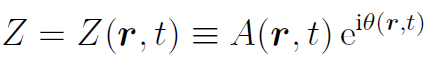 Z = Z(𝒓, t) ≡ A(𝒓, t) e^{iθ(𝒓,t)}